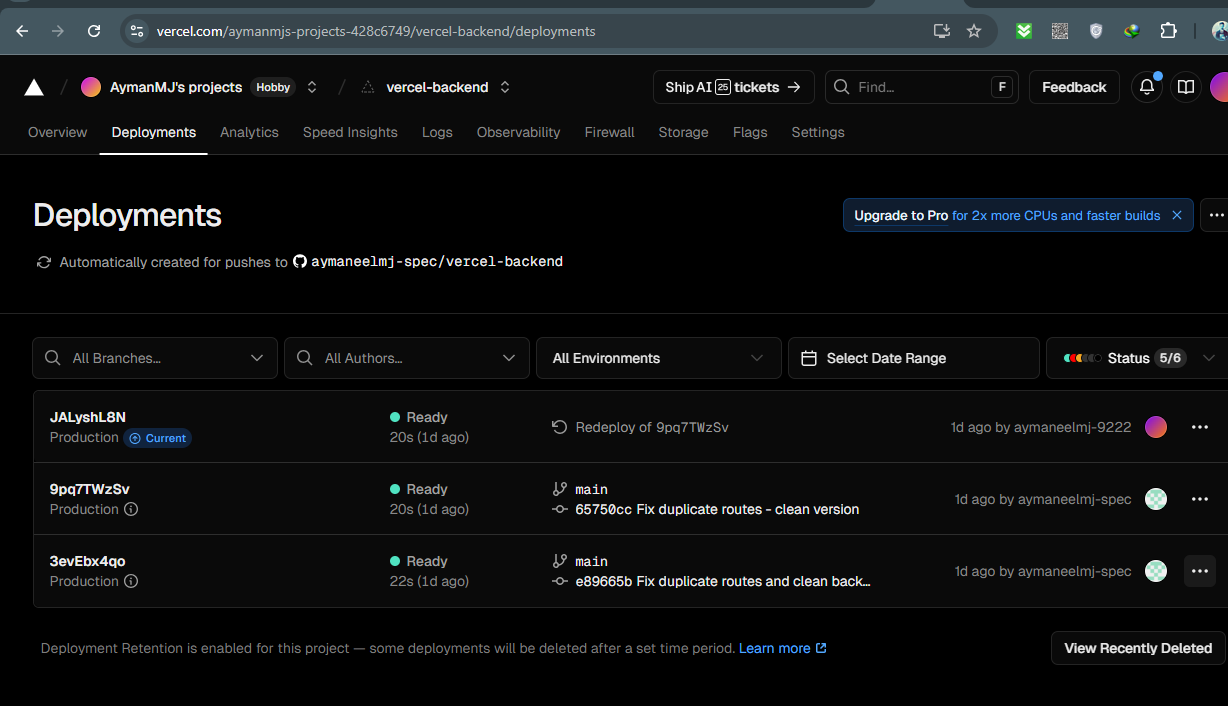 vercel.com/aymanmjs-projects-428c6749/vercel-backend/deployments
AymanMJ's projects Hobby vercel-backend Ship AI 25 tickets → Find... F Feedback
Overview Deployments Analytics Speed Insights Logs Observability Firewall Storage Flags Settings
Deployments
Upgrade to Pro for 2x more CPUs and faster builds
Automatically created for pushes to aymaneelmj-spec/vercel-backend
All Branches... All Authors... All Environments Select Date Range Status 5/6
JALyshL8N Ready
Production Current 20s (1d ago) Redeploy of 9pq7TWzSv 1d ago by aymaneelmj-9222
9pq7TWzSv Ready main
Production 20s (1d ago) 65750cc Fix duplicate routes - clean version 1d ago by aymaneelmj-spec
3evEbx4qo Ready main
Production 22s (1d ago) e89665b Fix duplicate routes and clean back... 1d ago by aymaneelmj-spec
Deployment Retention is enabled for this project — some deployments will be deleted after a set time period. Learn more View Recently Deleted